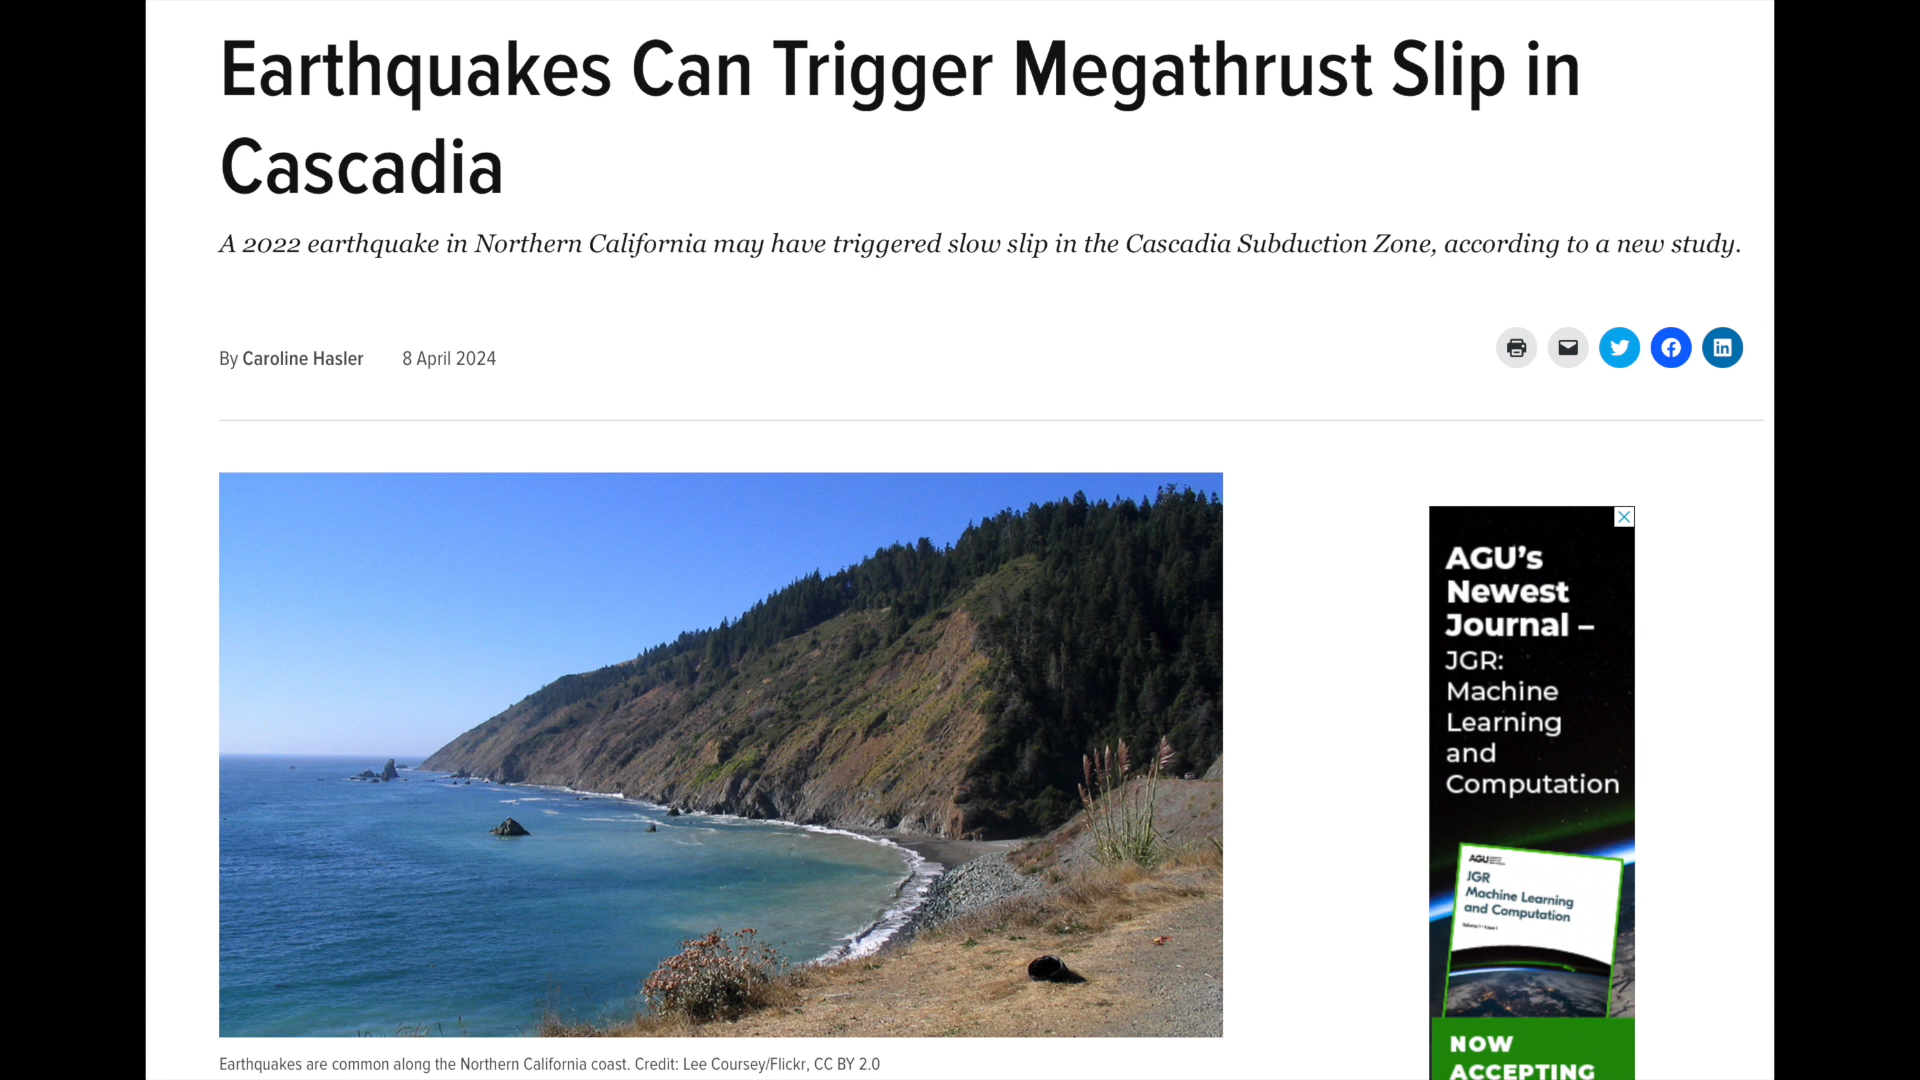 Earthquakes Can Trigger Megathrust Slip in
Cascadia
A 2022 earthquake in Northern California may have triggered slow slip in the Cascadia Subduction Zone, according to a new study.
By Caroline Hasler 8 April 2024
Earthquakes are common along the Northern California coast. Credit: Lee Coursey/Flickr, CC BY 2.0
AGU’s
Newest
Journal –
JGR:
Machine
Learning
and
Computation
AGU
JGR
Machine Learning
and Computation
NOW
ACCEPTING